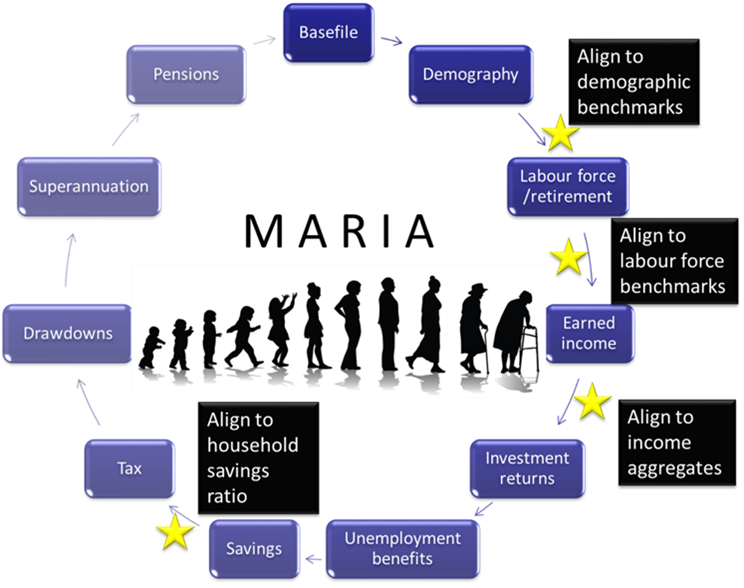 Basefile
Pensions
Demography
Align to
demographic
benchmarks
Superannuation
Labour force
/retirement
M A R I A
Align to
labour force
benchmarks
Drawdowns
Earned
income
Align to
household
savings
ratio
Align to
income
aggregates
Tax
Investment
returns
Savings
Unemployment
benefits